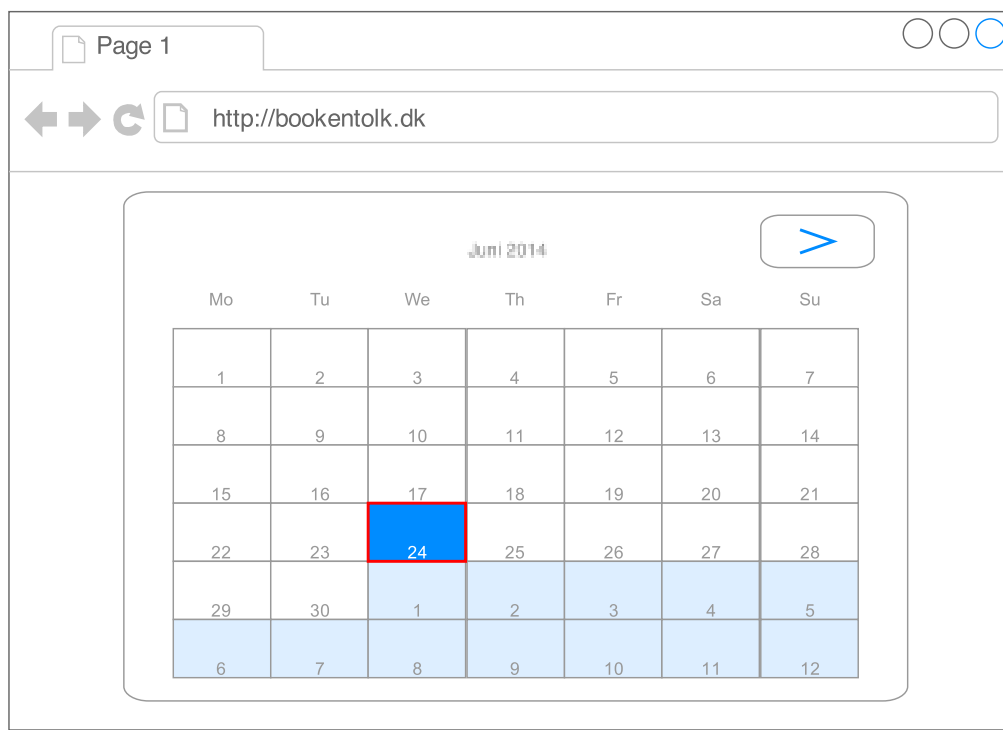 Page 1
http://bookentolk.dk
Juni 2014
Mo Tu We Th Fr Sa Su
1 2 3 4 5 6 7
8 9 10 11 12 13 14
15 16 17 18 19 20 21
22 23 24 25 26 27 28
29 30 1 2 3 4 5
6 7 8 9 10 11 12